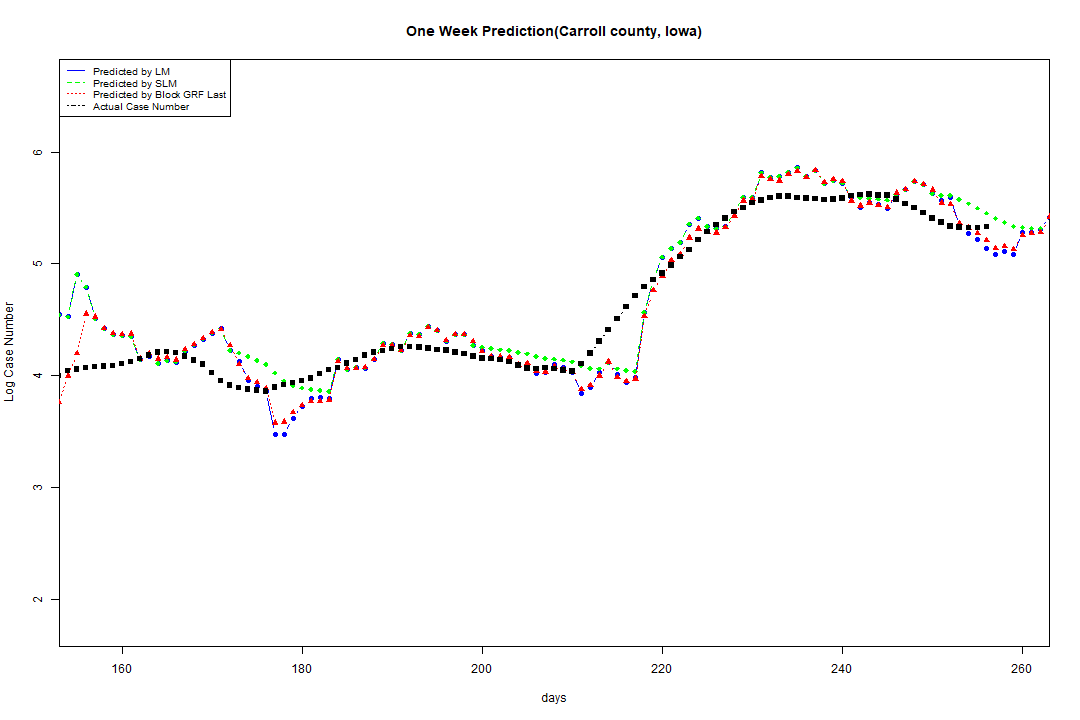 One Week Prediction(Carroll county, Iowa)
Predicted by LM
Predicted by SLM
Predicted by Block GRF Last
Actual Case Number
Log Case Number
6
5
4
3
2
160 180 200 220 240 260
days